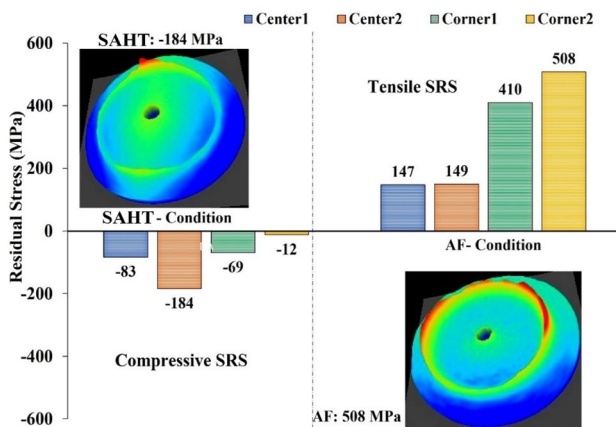 Center1 Center2 Corner1 Corner2
Residual Stress (MPa)
600
400
200
0
-200
-400
-600
SAHT: -184 MPa
SAHT - Condition
-83
-184
-69
-12
Compressive SRS
Tensile SRS
147
149
410
508
AF- Condition
AF: 508 MPa